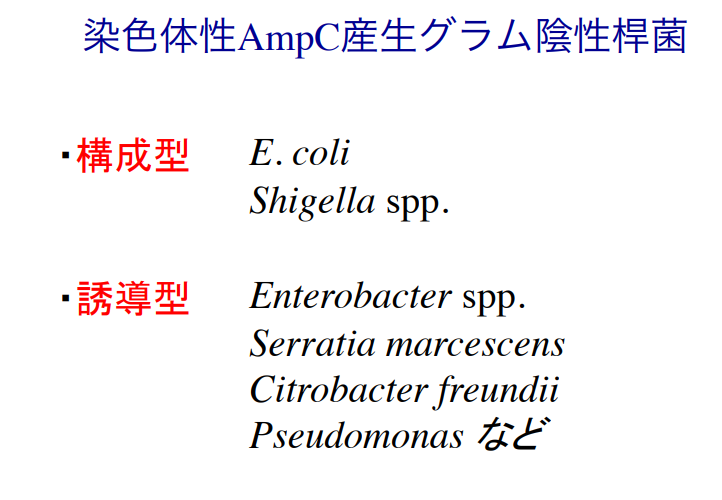 染色体性AmpC産生グラム陰性桿菌
・構成型 E. coli
Shigella spp.
・誘導型 Enterobacter spp.
Serratia marcescens
Citrobacter freundii
Pseudomonas など